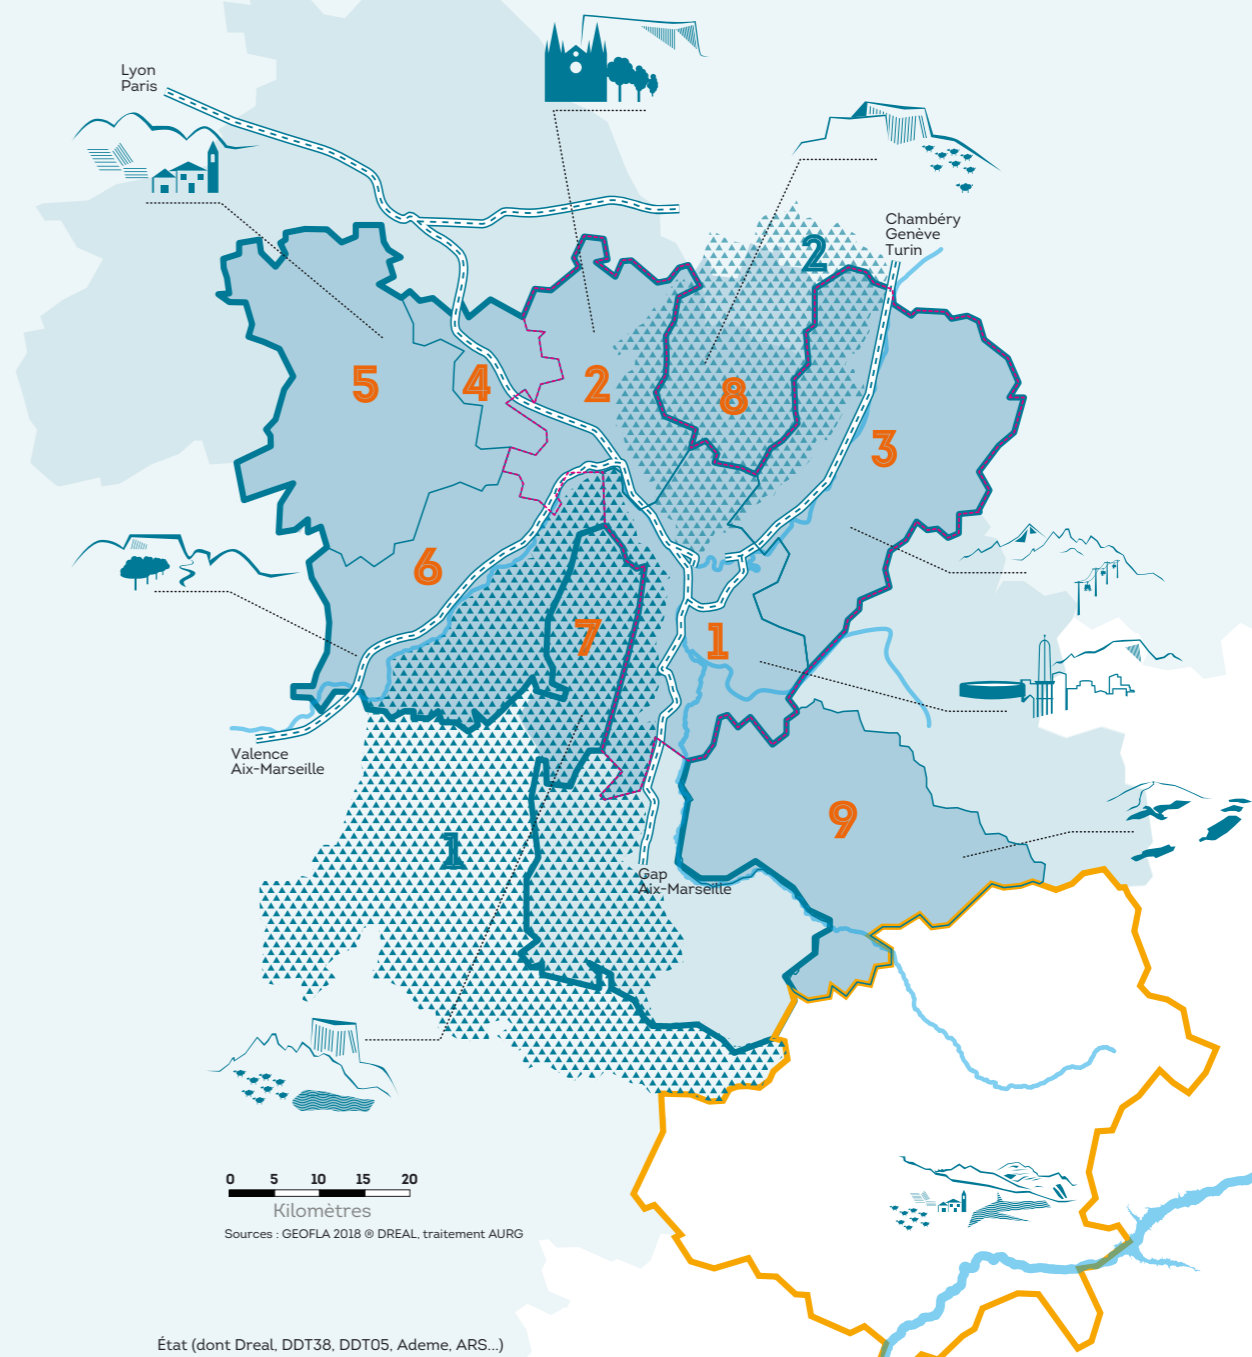 Lyon
Paris
Chambéry
Genève
Turin
2
5
4
2
8
3
6
7
1
Valence
Aix-Marseille
9
1
Gap
Aix-Marseille
0 5 10 15 20
Kilomètres
Sources : GEOFLA 2018 ® DREAL, traitement AURG
État (dont Dreal, DDT38, DDT05, Ademe, ARS...)